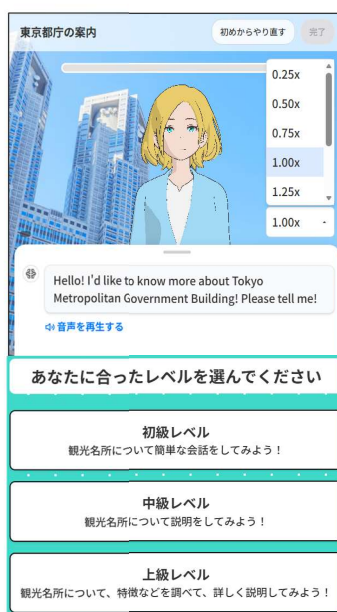 東京都庁の案内
初めからやり直す
完了
0.25x
0.50x
0.75x
1.00x
1.25x
1.00x
Hello! I'd like to know more about Tokyo
Metropolitan Government Building! Please tell me!
音声を再生する
あなたに合ったレベルを選んでください
初級レベル
観光名所について簡単な会話をしてみよう！
中級レベル
観光名所について説明をしてみよう！
上級レベル
観光名所について、特徴などを調べて、詳しく説明してみよう！